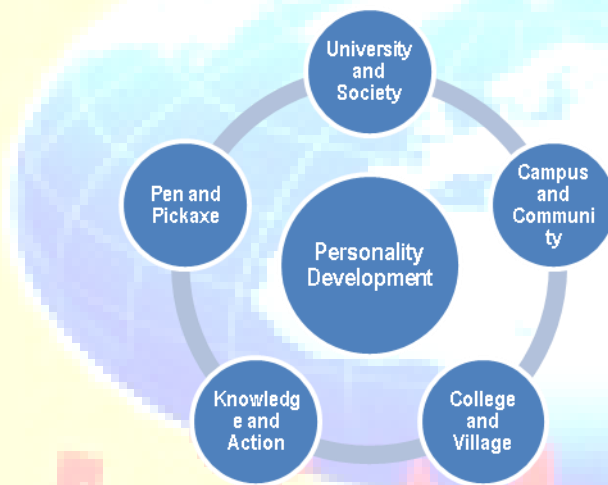 University
and
Society
Campus
and
Communi
ty
College
and
Village
Knowledg
e and
Action
Pen and
Pickaxe
Personality
Development